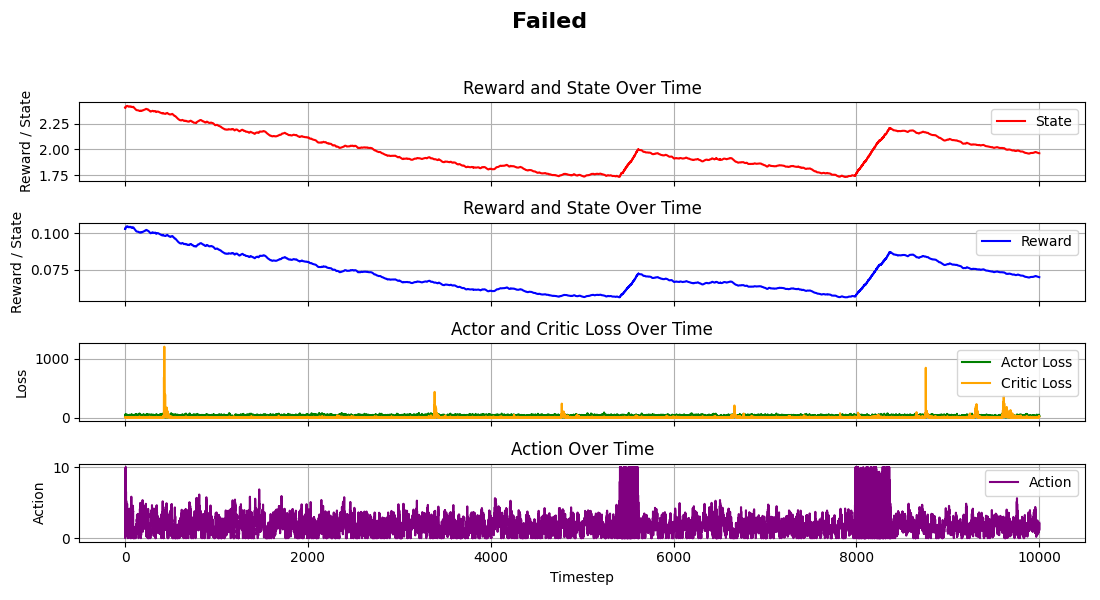 Failed
Reward and State Over Time
Reward / State
2.25
2.00
1.75
State
Reward and State Over Time
Reward / State
0.100
0.075
Reward
Actor and Critic Loss Over Time
Loss
1000
0
Actor Loss
Critic Loss
Action Over Time
Action
10
0
Action
0 2000 4000 6000 8000 10000
Timestep